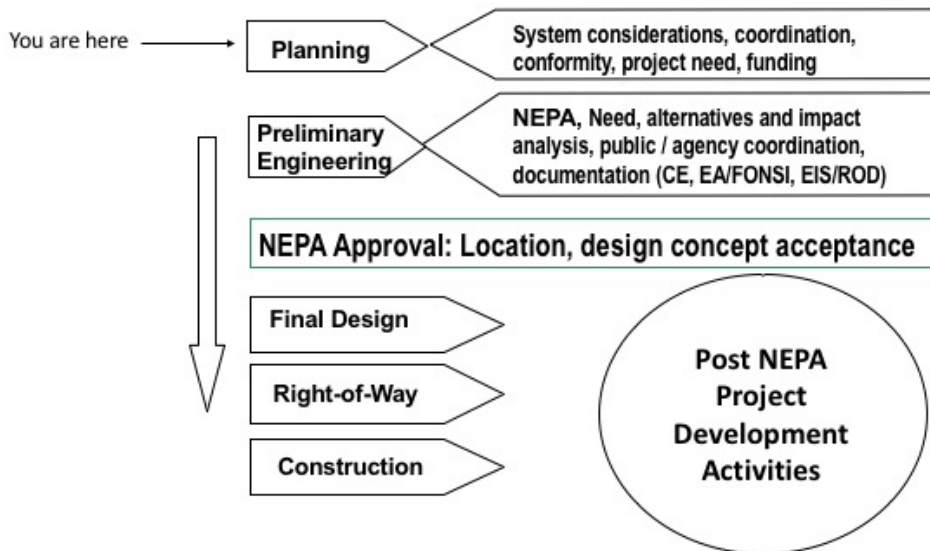 You are here
Planning
System considerations, coordination,
conformity, project need, funding
Preliminary
Engineering
NEPA, Need, alternatives and impact
analysis, public / agency coordination,
documentation (CE, EA/FONSI, EIS/ROD)
NEPA Approval: Location, design concept acceptance
Final Design
Right-of-Way
Construction
Post NEPA
Project
Development
Activities